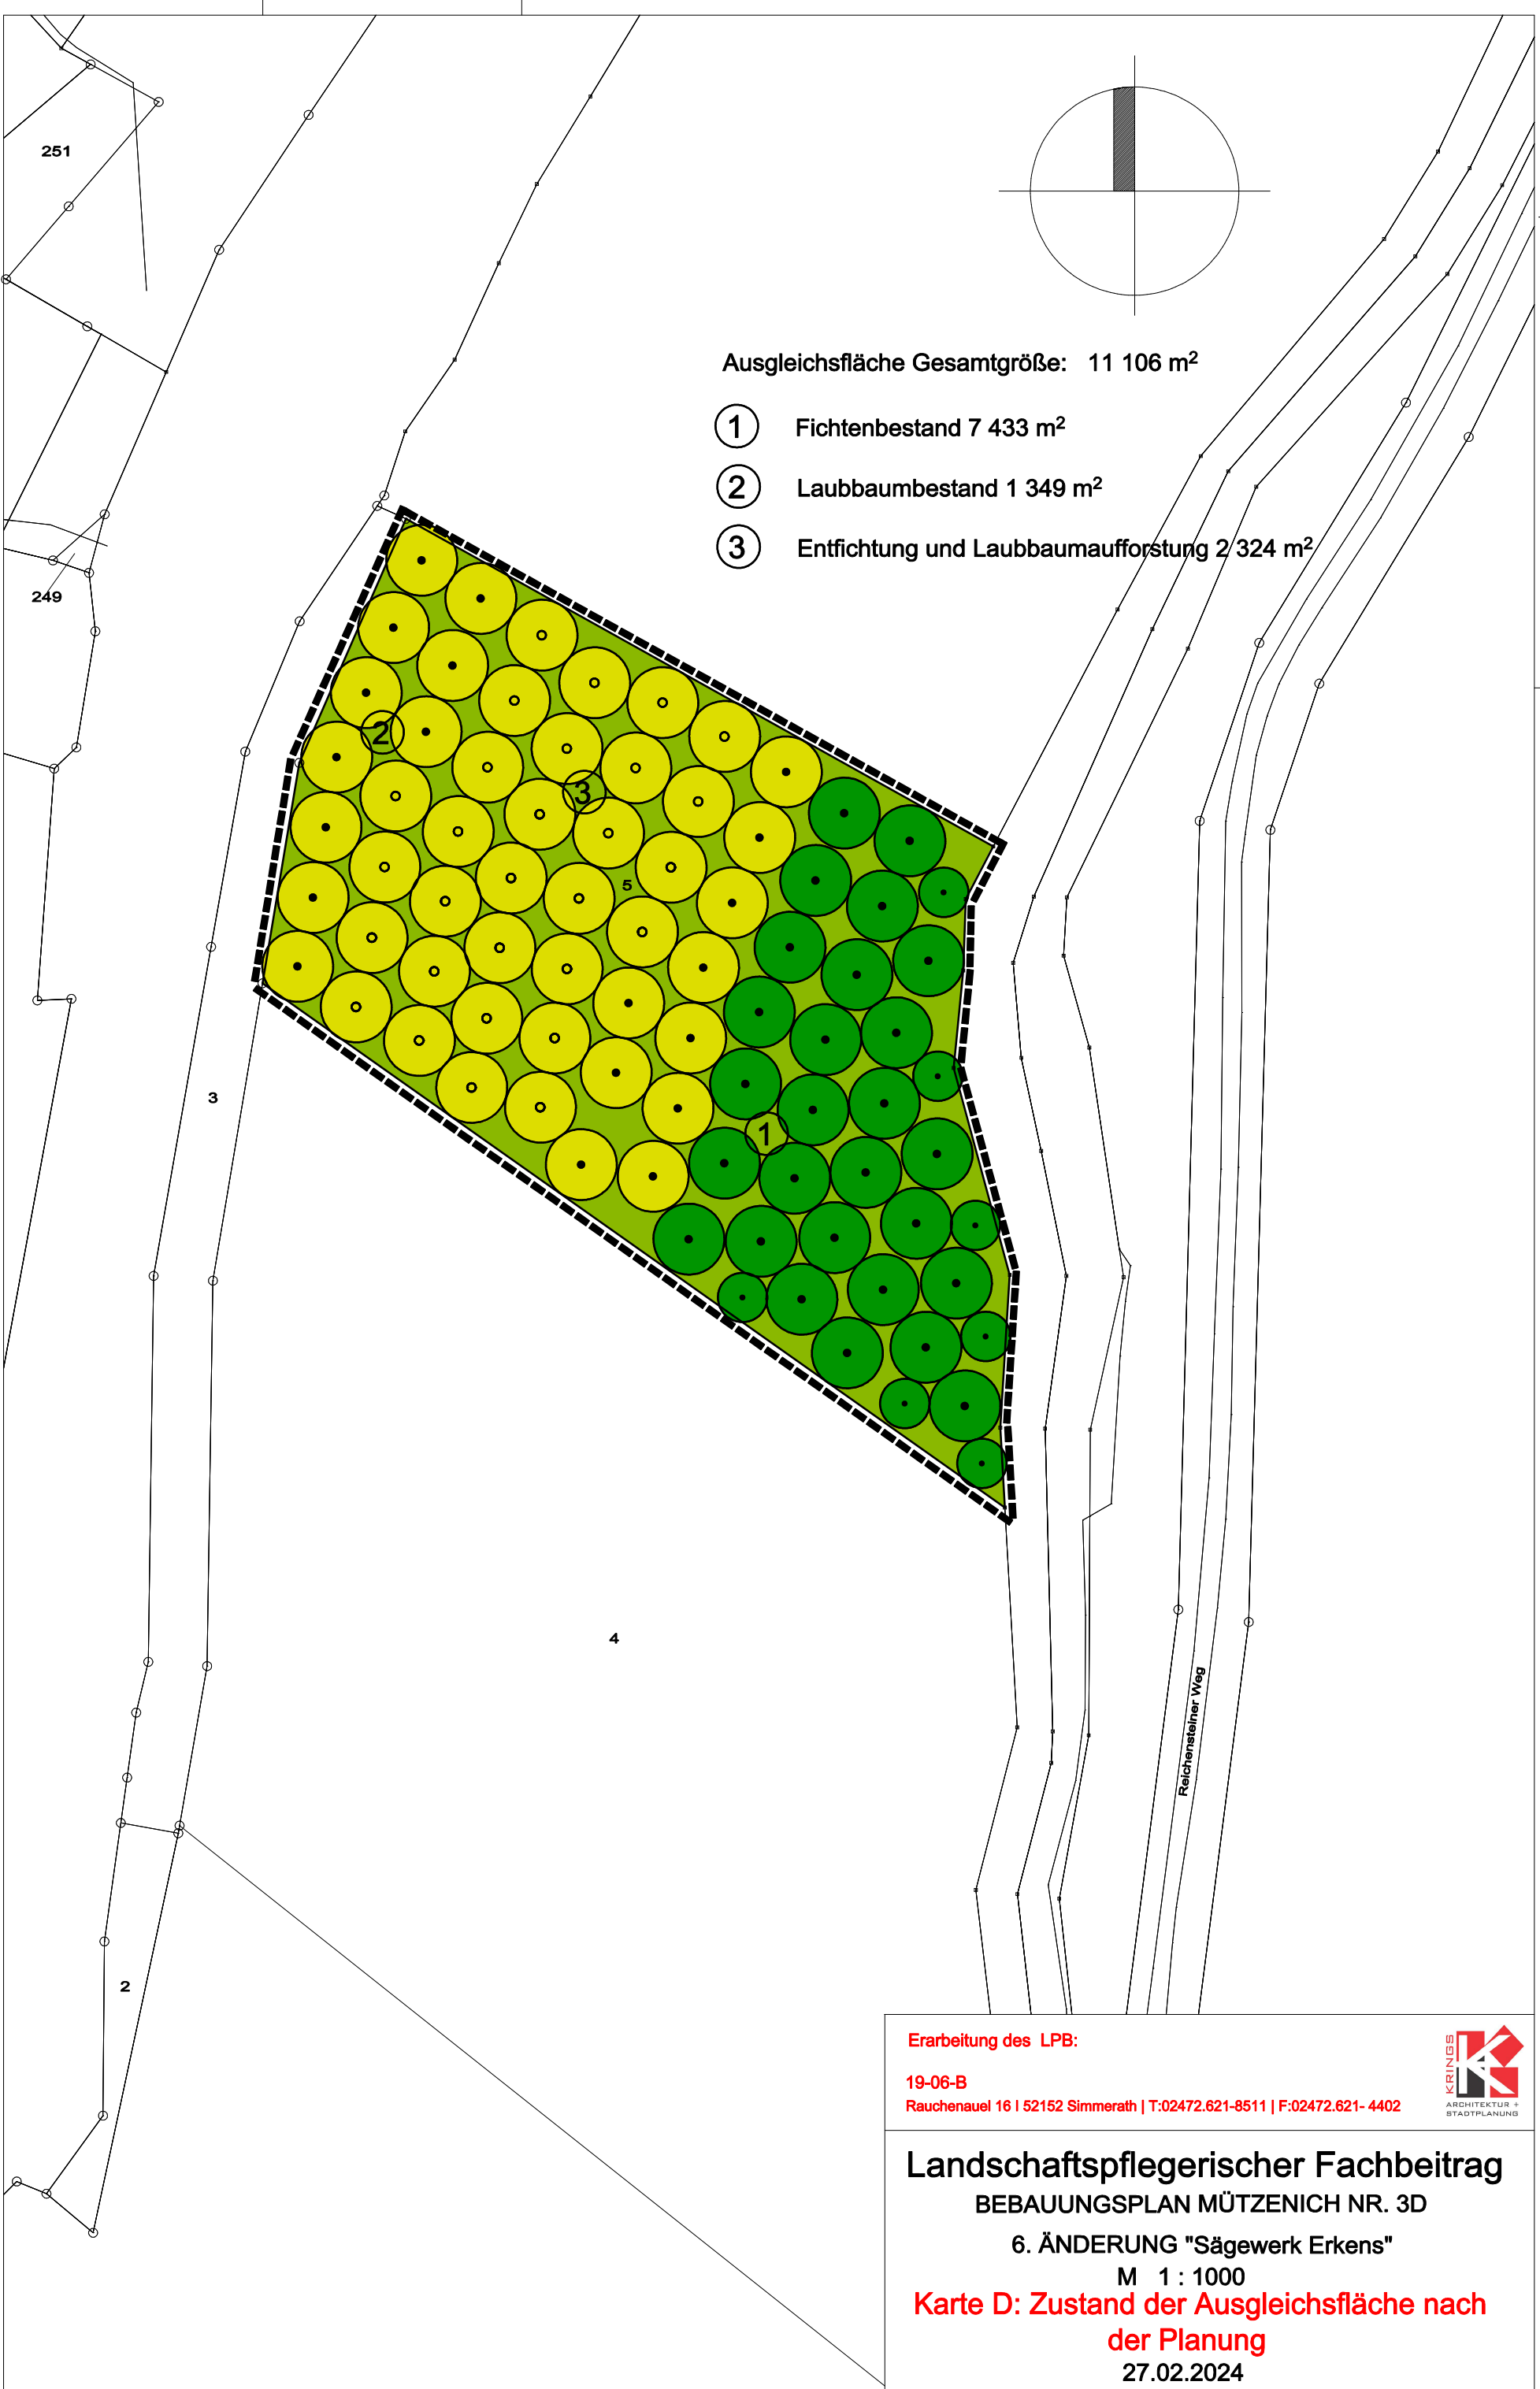 251
Ausgleichsfläche Gesamtgröße: 11 106 m²
1 Fichtenbestand 7 433 m²
2 Laubbaumbestand 1 349 m²
3 Entfichtung und Laubbaumaufforstung 2 324 m²
249
2
3
5
3
1
4
Reichensteiner Weg
2
Erarbeitung des LPB:
19-06-B
Rauchenauel 16 I 52152 Simmerath | T:02472.621-8511 | F:02472.621- 4402
KRINGS
ARCHITEKTUR +
STADTPLANUNG
Landschaftspflegerischer Fachbeitrag
BEBAUUNGSPLAN MÜTZENICH NR. 3D
6. ÄNDERUNG "Sägewerk Erkens"
M 1 : 1000
Karte D: Zustand der Ausgleichsfläche nach
der Planung
27.02.2024